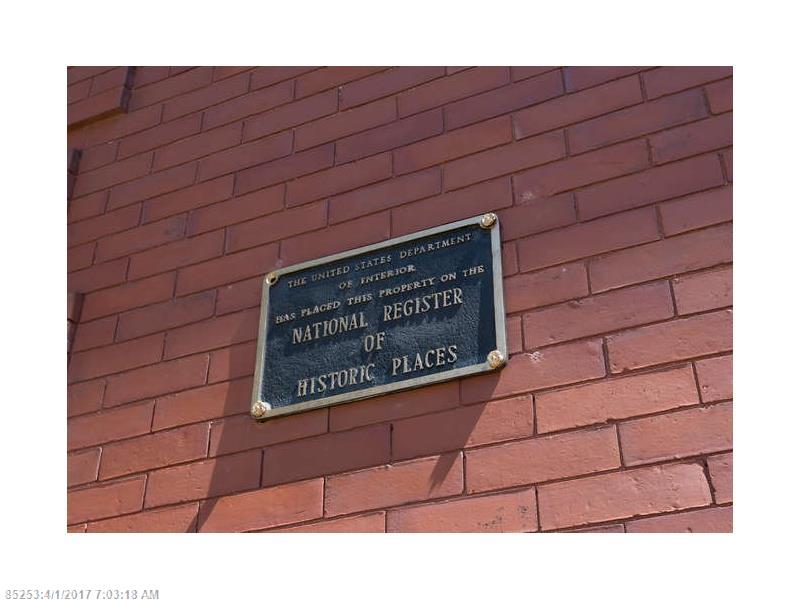 THE UNITED STATES DEPARTMENT
OF INTERIOR
HAS PLACED THIS PROPERTY ON THE
NATIONAL REGISTER
OF
HISTORIC PLACES
85253:4/1/2017 7:03:18 AM